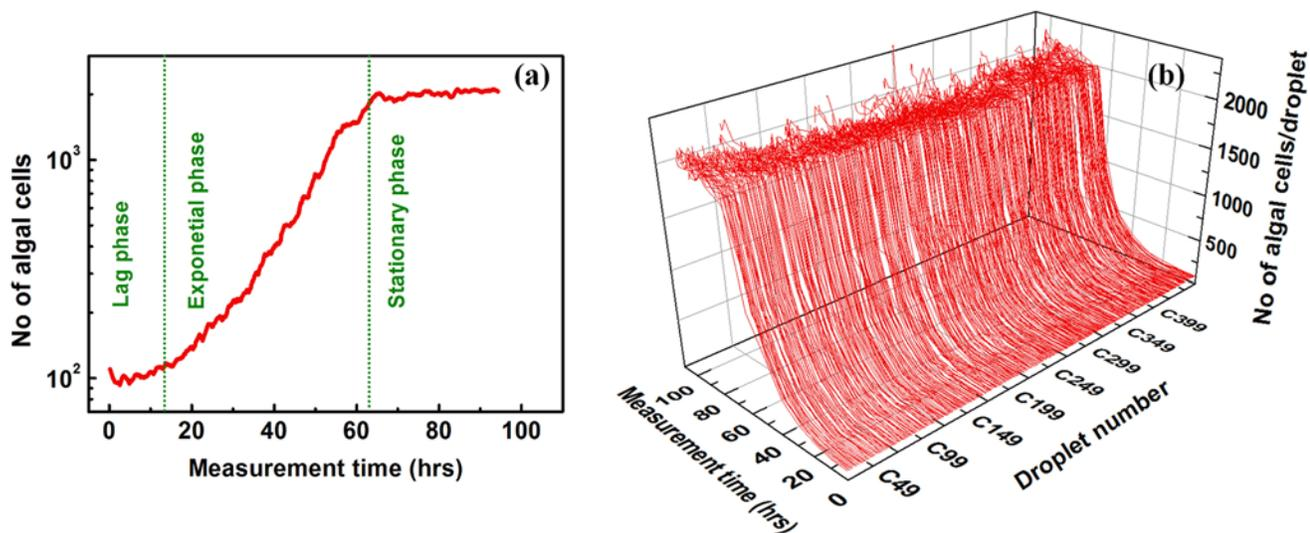 (a)
No of algal cells
10³
10²
Lag phase
Exponetial phase
Stationary phase
0 20 40 60 80 100
Measurement time (hrs)
(b)
2000
1500
1000
500
No of algal cells/droplet
C399
C349
C299
C249
C199
C149
C99
C49
Droplet number
100
80
60
40
20
0
Measurement time (hrs)